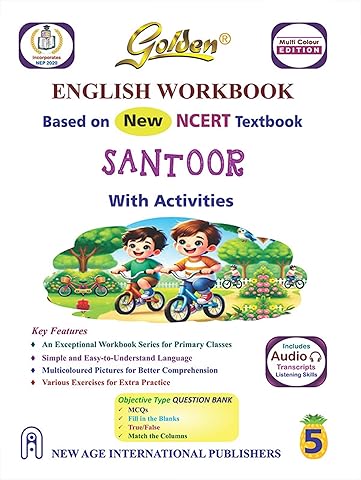 Incorporates
NEP 2020
Golden®
Multi Colour
EDITION
ENGLISH WORKBOOK
Based on New NCERT Textbook
SANTOOR
With Activities
Key Features
An Exceptional Workbook Series for Primary Classes
Simple and Easy-to-Understand Language
Multicoloured Pictures for Better Comprehension
Various Exercises for Extra Practice
Includes
Audio
Transcripts
Listening Skills
Objective Type QUESTION BANK
✓ MCQs
✓ Fill in the Blanks
✓ True/False
✓ Match the Columns
NEW AGE INTERNATIONAL PUBLISHERS
5